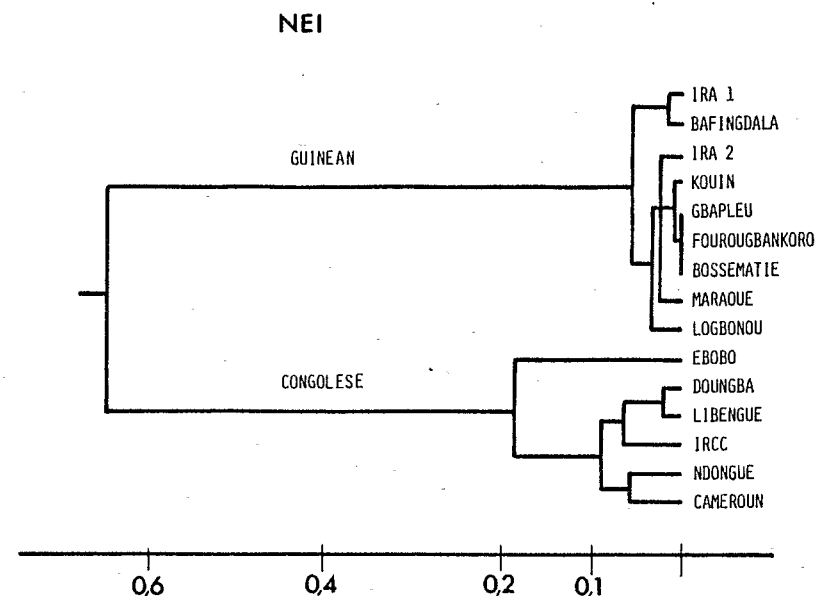 NEI
IRA 1
BAFINGDALA
GUINEAN
IRA 2
KOUIN
GBAPLEU
FOUROUGBANKORO
BOSSEMATIE
MARAOUE
LOGBONOU
EBOBO
CONGOLESE
DOUNGBA
LIBENGUE
IRCC
NDONGUE
CAMEROUN
0,6 0,4 0,2 0,1